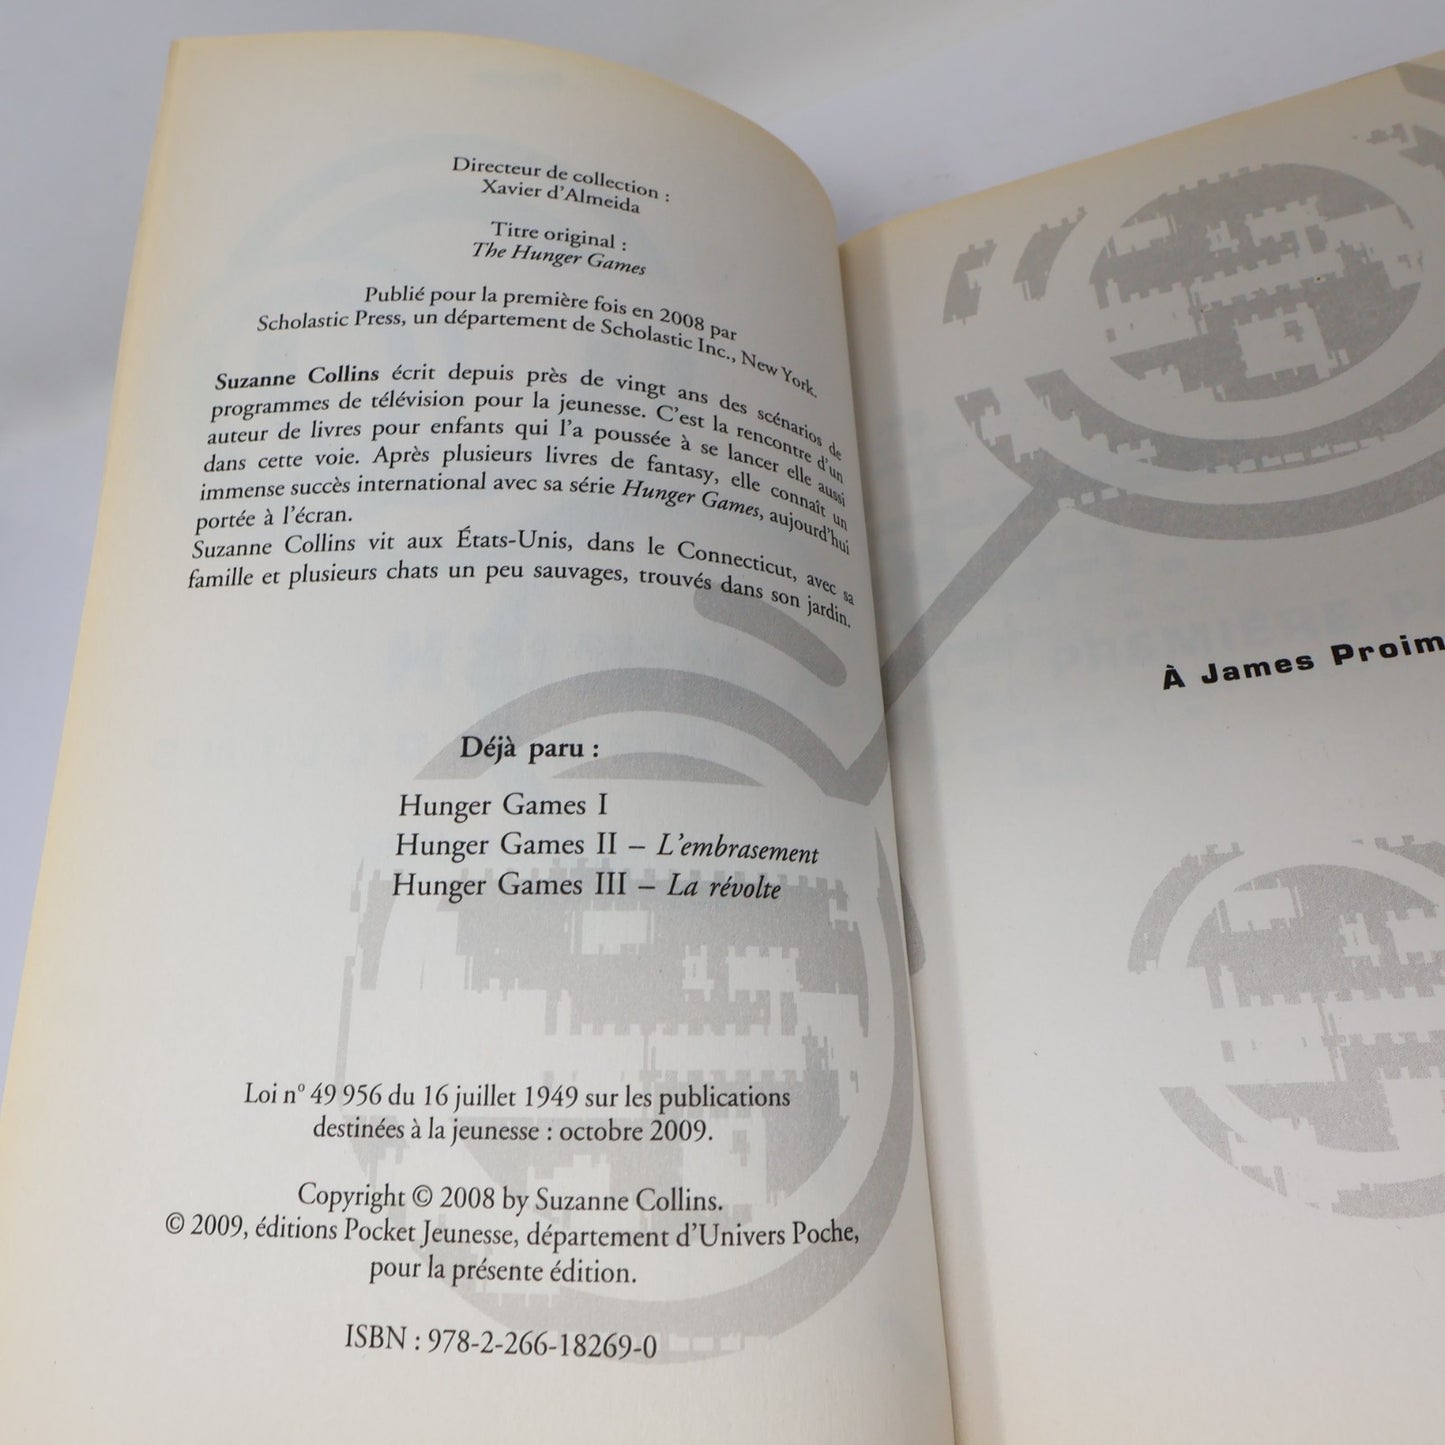 Directeur de collection :
Xavier d'Almeida
Titre original :
The Hunger Games
Publié pour la première fois en 2008 par
Scholastic Press, un département de Scholastic Inc., New York.
Suzanne Collins écrit depuis près de vingt ans des scénarios de
programmes de télévision pour la jeunesse. C'est la rencontre d'un
auteur de livres pour enfants qui l'a poussée à se lancer elle aussi
dans cette voie. Après plusieurs livres de fantasy, elle connaît un
immense succès international avec sa série Hunger Games, aujourd'hui
portée à l'écran.
Suzanne Collins vit aux États-Unis, dans le Connecticut, avec sa
famille et plusieurs chats un peu sauvages, trouvés dans son jardin.
Déjà paru :
Hunger Games I
Hunger Games II – L'embrasement
Hunger Games III – La révolte
Loi nº 49 956 du 16 juillet 1949 sur les publications
destinées à la jeunesse : octobre 2009.
Copyright © 2008 by Suzanne Collins.
© 2009, éditions Pocket Jeunesse, département d'Univers Poche,
pour la présente édition.
ISBN : 978-2-266-18269-0
À James Proim